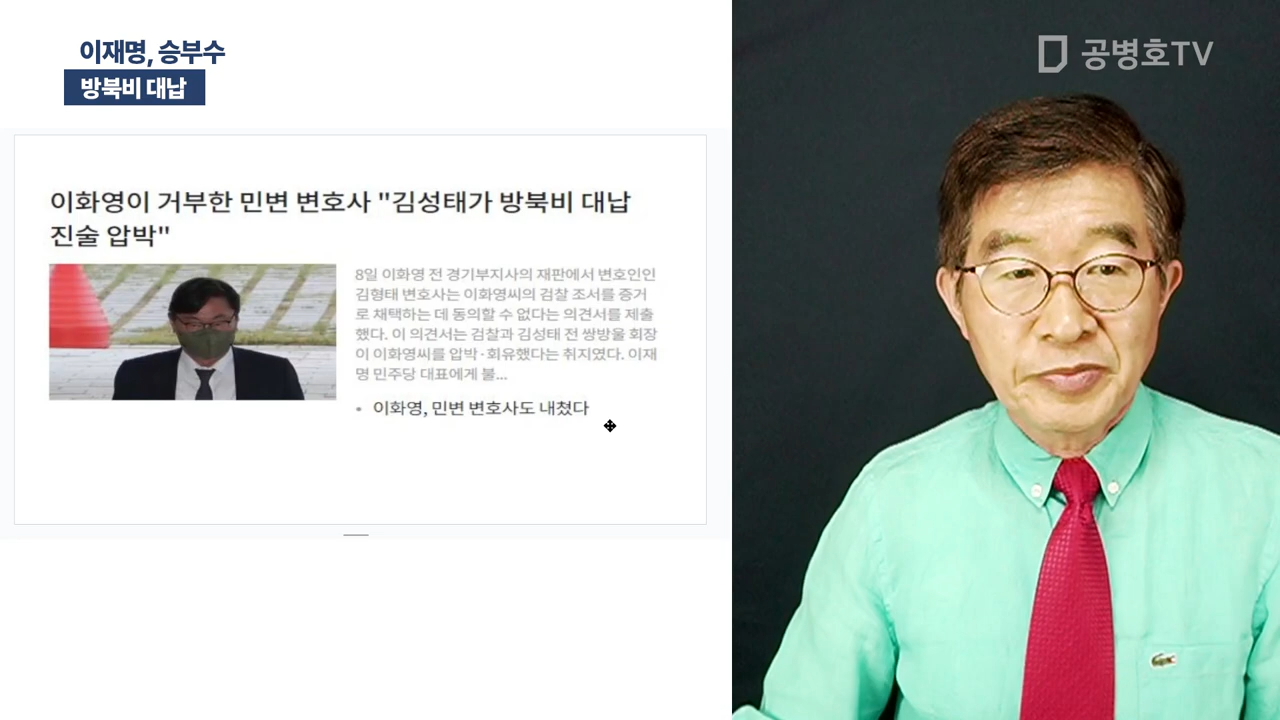 이재명, 승부수
방북비 대납
공병호TV
이화영이 거부한 민변 변호사 "김성태가 방북비 대납
진술 압박"
8일 이화영 전 경기부지사의 재판에서 변호인인
김형태 변호사는 이화영씨의 검찰 조서를 증거
로 채택하는 데 동의할 수 없다는 의견서를 제출
했다. 이 의견서는 검찰과 김성태 전 쌍방울 회장
이 이화영씨를 압박·회유했다는 취지였다. 이재
명 민주당 대표에게 불...
• 이화영, 민변 변호사도 내쳤다